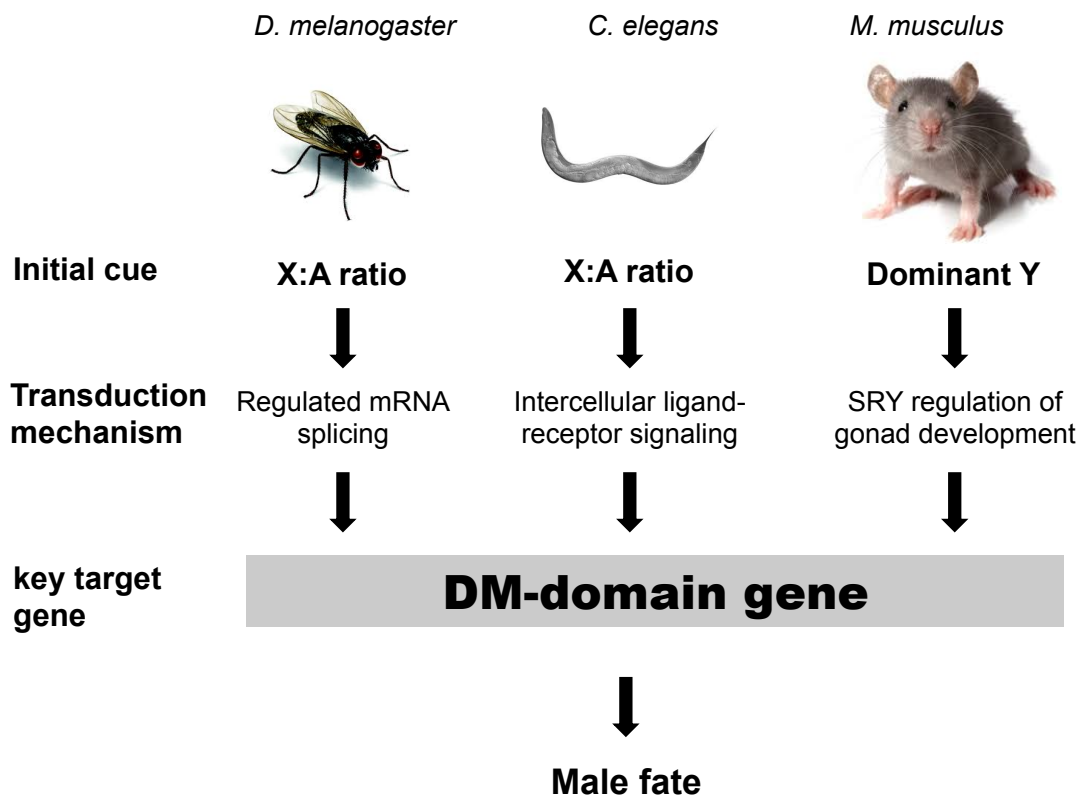 D. melanogaster
C. elegans
M. musculus
Initial cue
X:A ratio
X:A ratio
Dominant Y
Transduction
mechanism
Regulated mRNA
splicing
Intercellular ligand-
receptor signaling
SRY regulation of
gonad development
key target
gene
DM-domain gene
Male fate